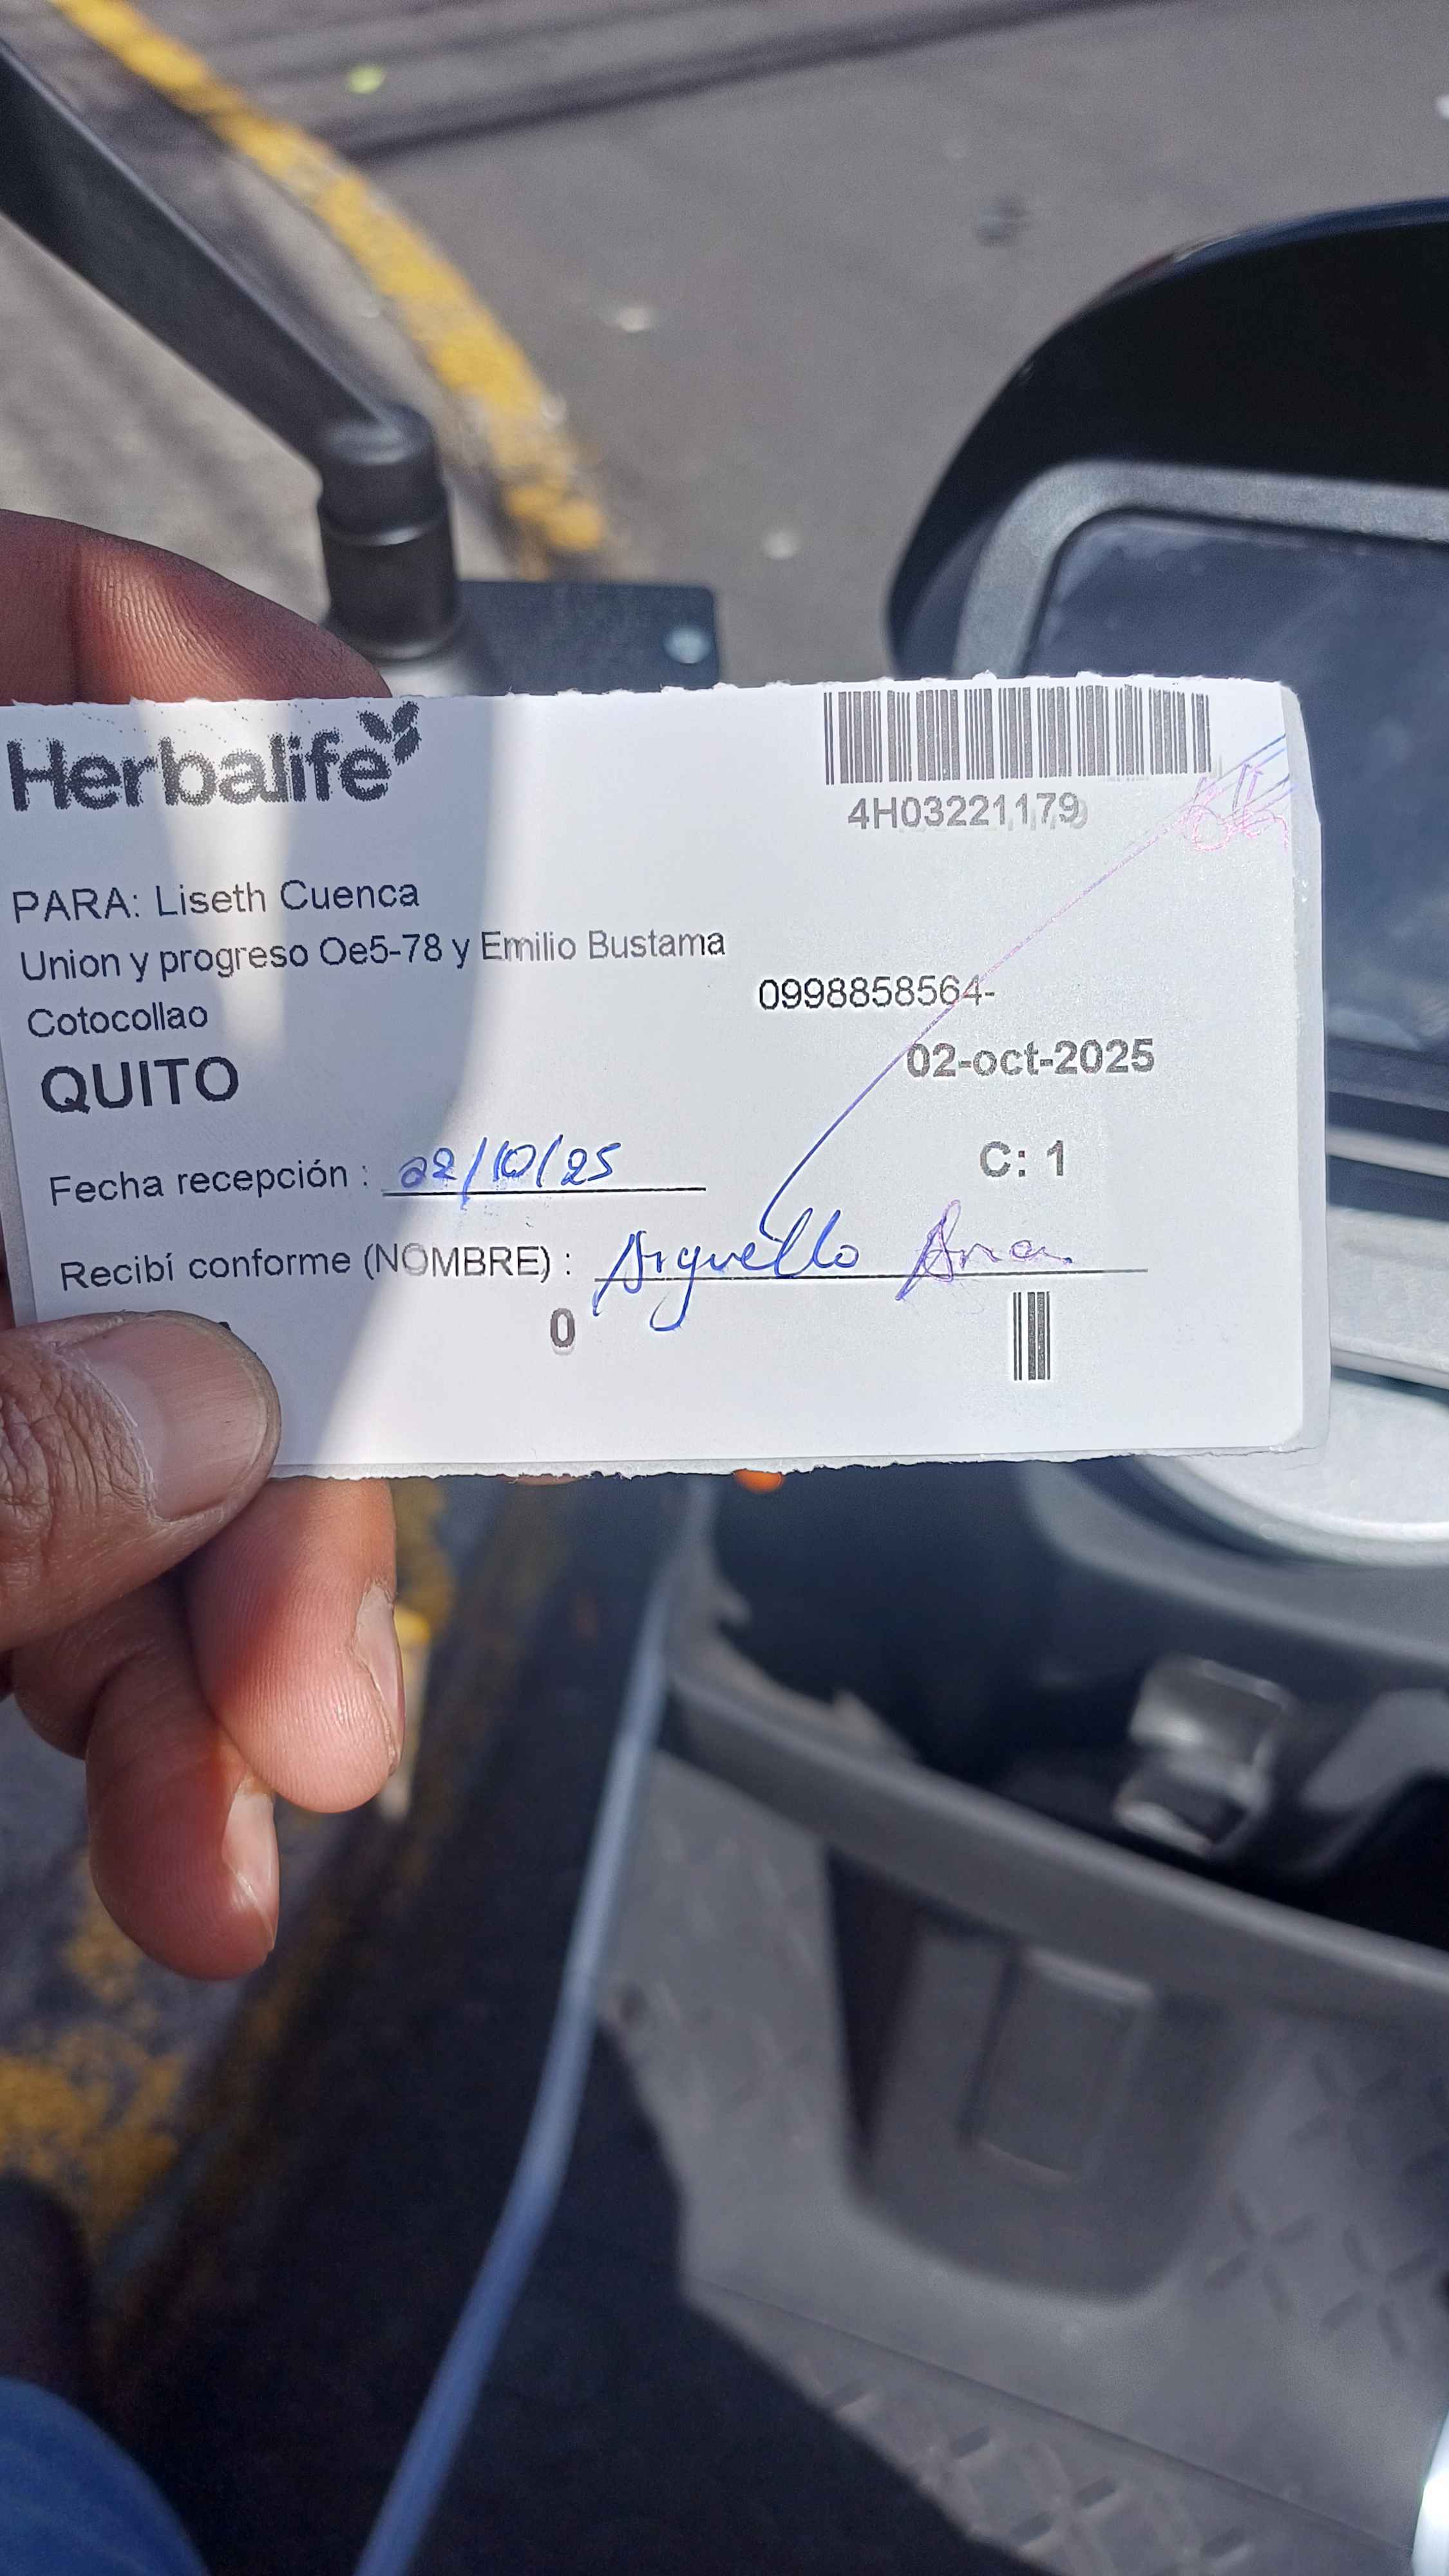 Herbalife
4H03221179
PARA: Liseth Cuenca
Union y progreso Oe5-78 y Emilio Bustama
0998858564-
Cotocollao
02-oct-2025
QUITO
Fecha recepción : 02/10/25
C: 1
Recibí conforme (NOMBRE) : Arguello Ana
0